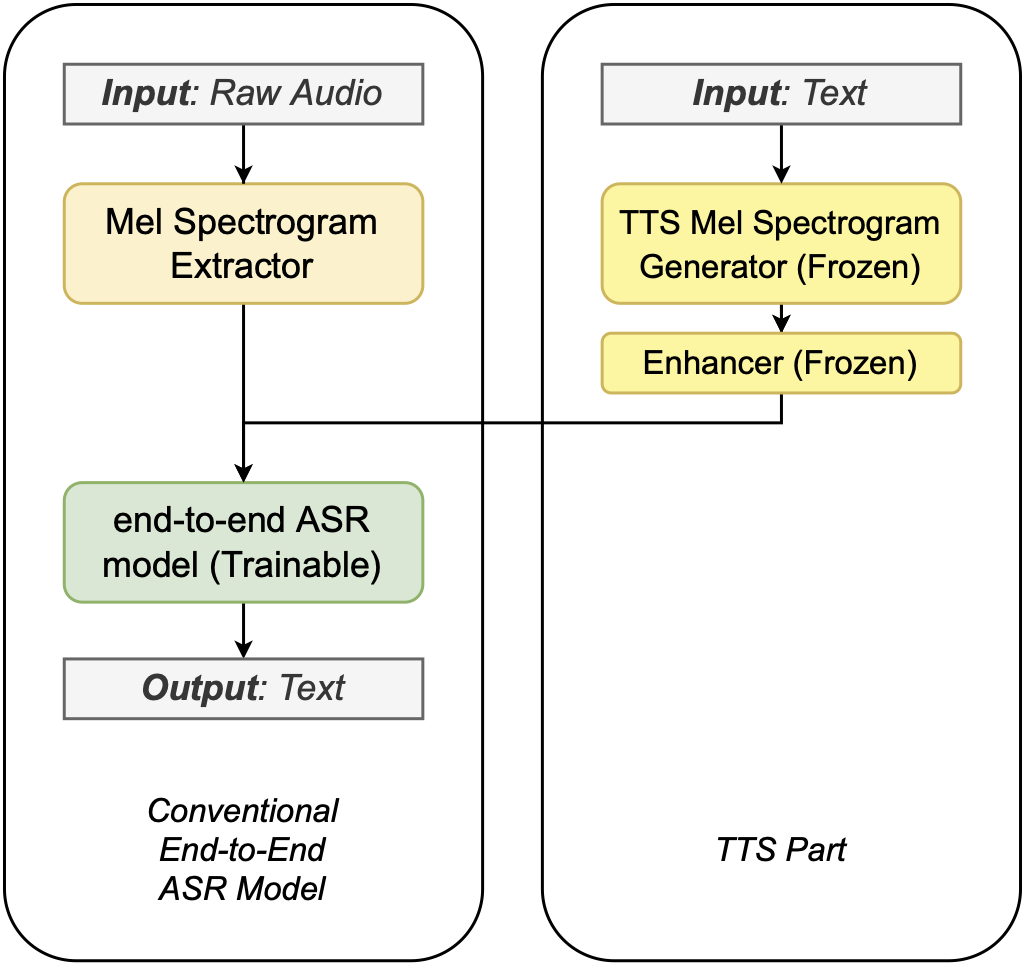 Input: Raw Audio
Mel Spectrogram
Extractor
end-to-end ASR
model (Trainable)
Output: Text
Conventional
End-to-End
ASR Model
Input: Text
TTS Mel Spectrogram
Generator (Frozen)
Enhancer (Frozen)
TTS Part